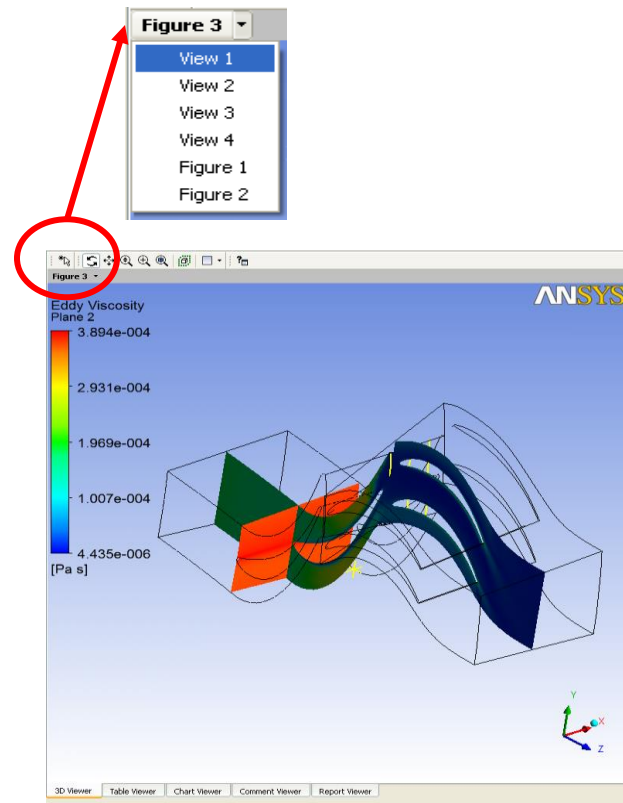 Figure 3
View 1
View 2
View 3
View 4
Figure 1
Figure 2
Figure 3
ANSYS
Eddy Viscosity
Plane 2
3.894e-004
2.931e-004
1.969e-004
1.007e-004
4.435e-006
[Pa s]
Y
X
Z
3D Viewer Table Viewer Chart Viewer Comment Viewer Report Viewer